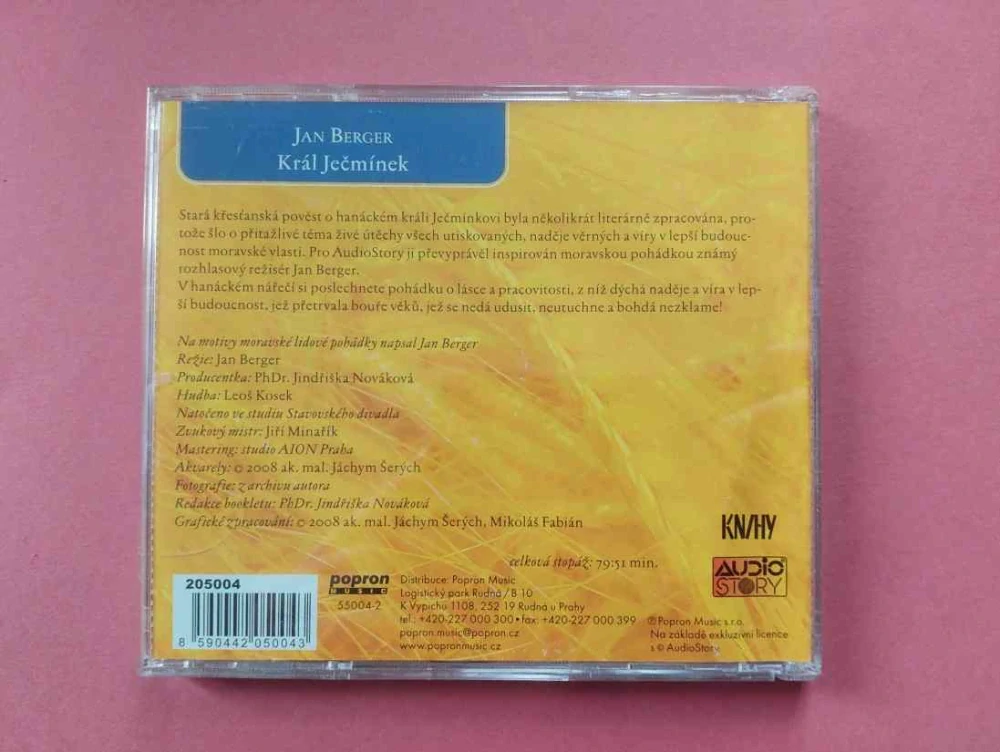 JAN BERGER
Král Ječmínek
Stará křesťanská pověst o hanáckém králi Ječmínkovi byla několikrát literárně zpracována, pro-
tože šlo o přitažlivé téma živé útěchy všech utiskovaných, naděje věrných a víry v lepší budouc-
nost moravské vlasti. Pro AudioStory ji převyprávěl inspirován moravskou pohádkou známý
rozhlasový režisér Jan Berger.
V hanáckém nářečí si poslechnete pohádku o lásce a pracovitosti, z níž dýchá naděje a víra v lep-
ší budoucnost, jež přetrvala bouře věků, jež se nedá udusit, neutuchne a bohdá nezklame!
Na motivy moravské lidové pohádky napsal Jan Berger
Režie: Jan Berger
Producentka: PhDr. Jindřiška Nováková
Hudba: Leoš Kosek
Natočeno ve studiu Stavovského divadla
Zvukový mistr: Jiří Minařík
Mastering: studio AION Praha
Akvarely: © 2008 ak. mal. Jáchym Šerých
Fotografie: z archivu autora
Redakce bookletu: PhDr. Jindřiška Nováková
Grafické zpracování: © 2008 ak. mal. Jáchym Šerých, Mikoláš Fabián
KN/HY
celková stopáž: 79:51 min.
AUDIO
STORY
205004
8 590442 050043
popron
MUSIC
55004-2
Distribuce: Popron Music
Logistický park Rudná / B 10
K Vypichu 1108, 252 19 Rudná u Prahy
tel.: +420-227 000 300 • fax: +420-227 000 399
popron.music@popron.cz
www.popronmusic.cz
℗ Popron Music s.r.o.
Na základě exkluzivní licence
s © AudioStory